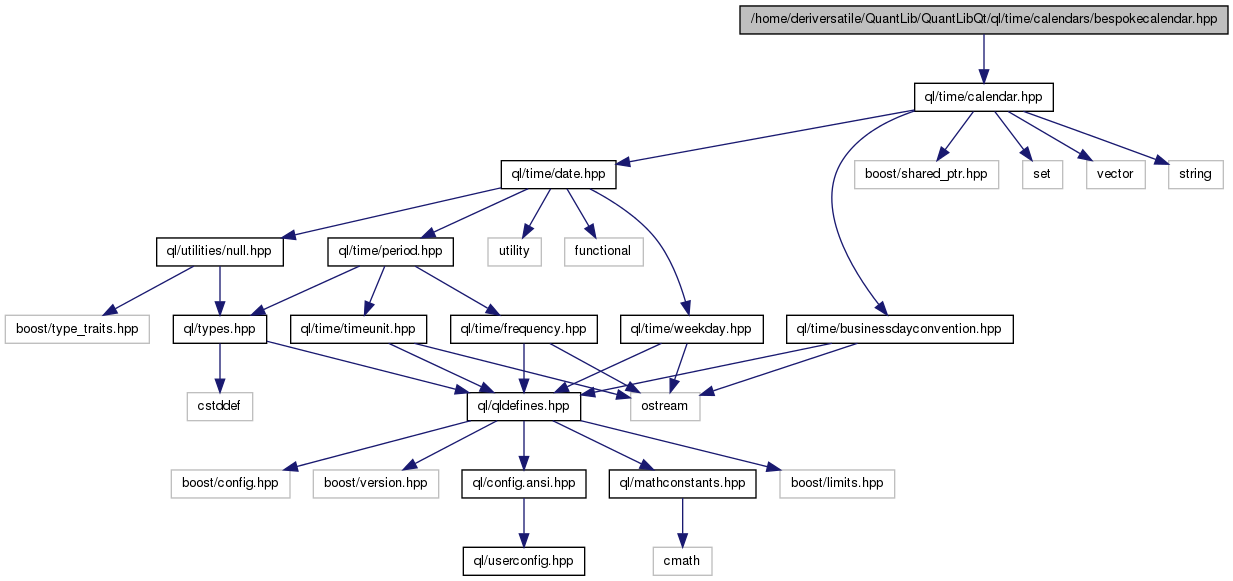 /home/deriversatile/QuantLib/QuantLibQt/ql/time/calendars/bespokecalendar.hpp
ql/time/calendar.hpp
ql/time/date.hpp
boost/shared_ptr.hpp
set
vector
string
ql/utilities/null.hpp
ql/time/period.hpp
utility
functional
boost/type_traits.hpp
ql/types.hpp
ql/time/timeunit.hpp
ql/time/frequency.hpp
ql/time/weekday.hpp
ql/time/businessdayconvention.hpp
cstddef
ql/qldefines.hpp
ostream
boost/config.hpp
boost/version.hpp
ql/config.ansi.hpp
ql/mathconstants.hpp
boost/limits.hpp
ql/userconfig.hpp
cmath